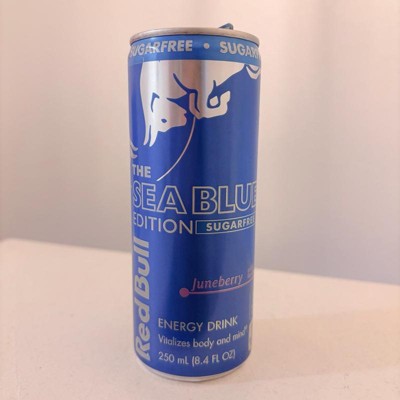 SUGARFREE • SUGAR
THE
SEA BLUE
EDITION SUGARFREE
Juneberry
Red Bull
ENERGY DRINK
Vitalizes body and mind®
250 mL (8.4 FL OZ)